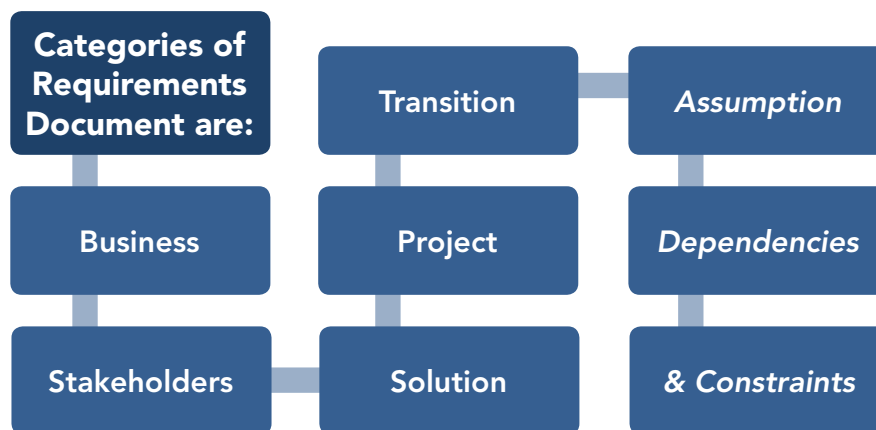 Categories of
Requirements
Document are:
Business
Stakeholders
Solution
Project
Transition
Assumption
Dependencies
& Constraints